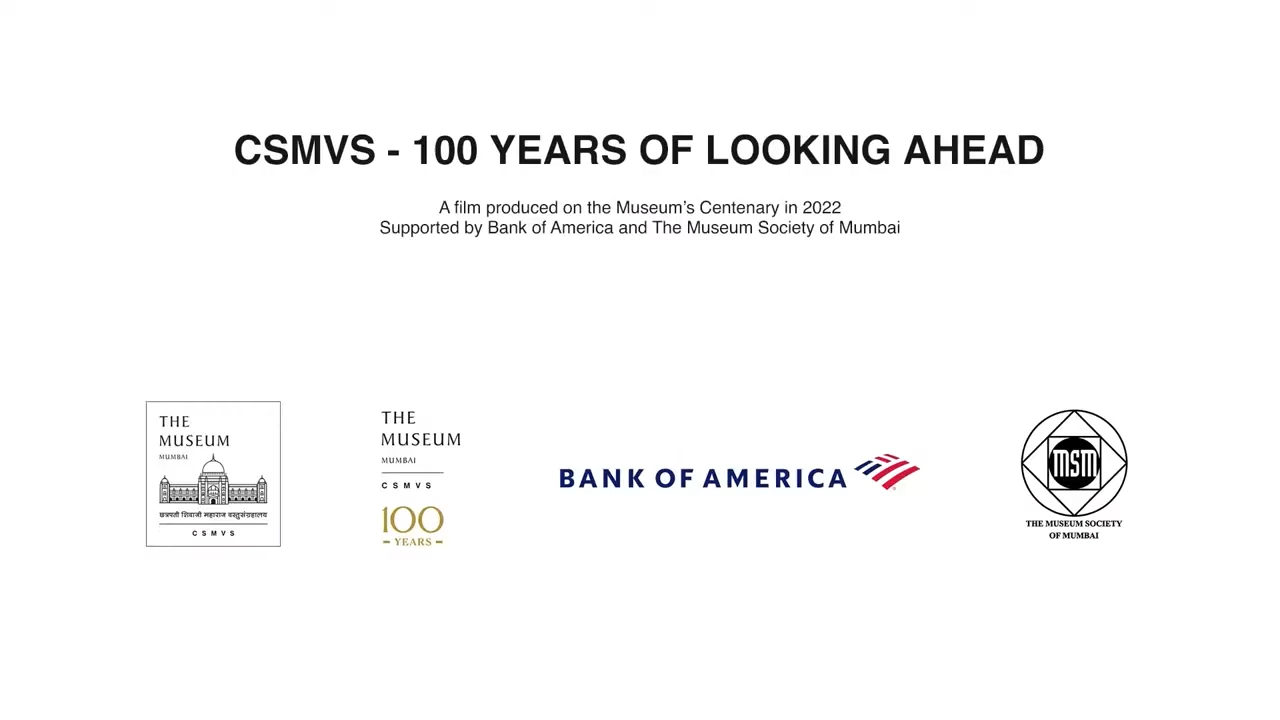 CSMVS - 100 YEARS OF LOOKING AHEAD
A film produced on the Museum's Centenary in 2022
Supported by Bank of America and The Museum Society of Mumbai
THE
MUSEUM
MUMBAI
छत्रपती शिवाजी महाराज वस्तुसंग्रहालय
CSMVS
THE
MUSEUM
MUMBAI
CSMVS
100
YEARS
BANK OF AMERICA
msm
THE MUSEUM SOCIETY
OF MUMBAI